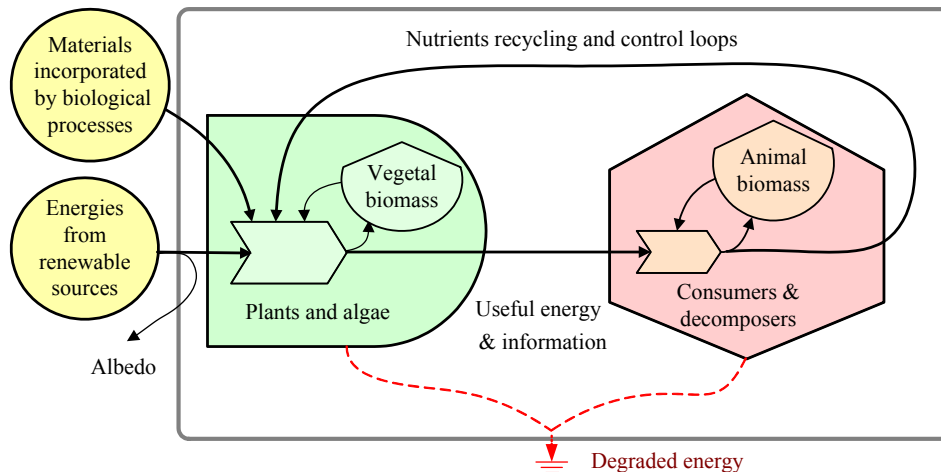 Materials
incorporated
by biological
processes
Nutrients recycling and control loops
Vegetal
biomass
Animal
biomass
Energies
from
renewable
sources
Plants and algae
Useful energy
& information
Consumers &
decomposers
Albedo
Degraded energy